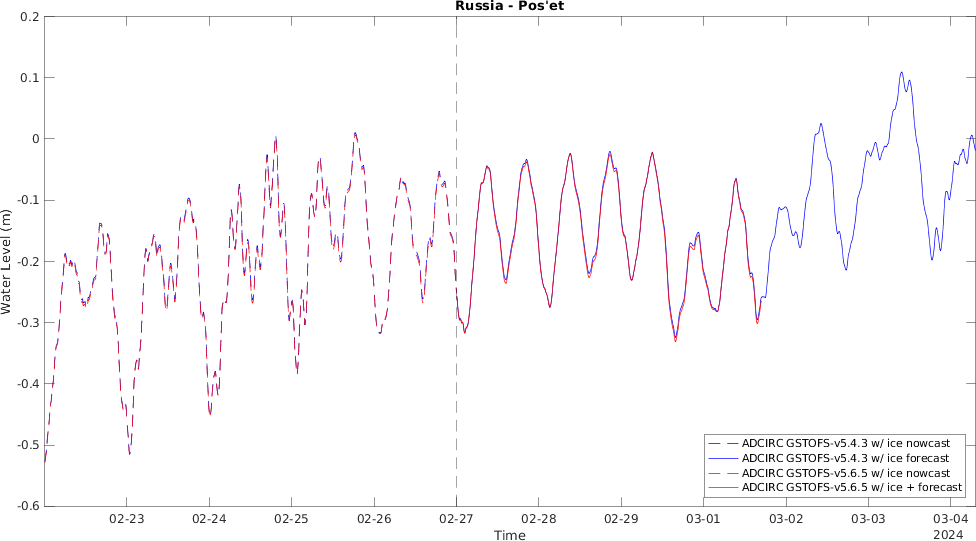 Russia - Pos'et
0.2
0.1
0
-0.1
-0.2
-0.3
-0.4
-0.5
-0.6
Water Level (m)
ADCIRC GSTOFS-v5.4.3 w/ ice nowcast
ADCIRC GSTOFS-v5.4.3 w/ ice forecast
ADCIRC GSTOFS-v5.6.5 w/ ice nowcast
ADCIRC GSTOFS-v5.6.5 w/ ice + forecast
02-23 02-24 02-25 02-26 02-27 02-28 02-29 03-01 03-02 03-03 03-04
Time 2024